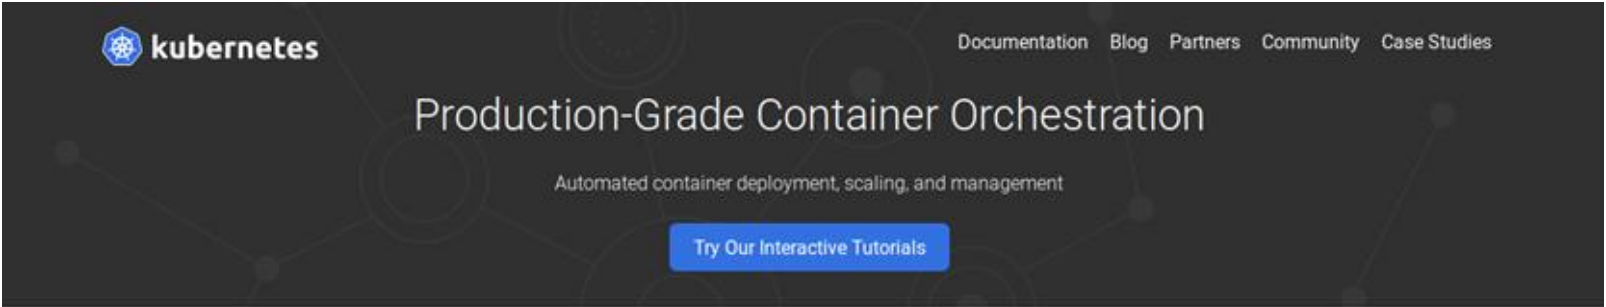 kubernetes
Documentation Blog Partners Community Case Studies
Production-Grade Container Orchestration
Automated container deployment, scaling, and management
Try Our Interactive Tutorials